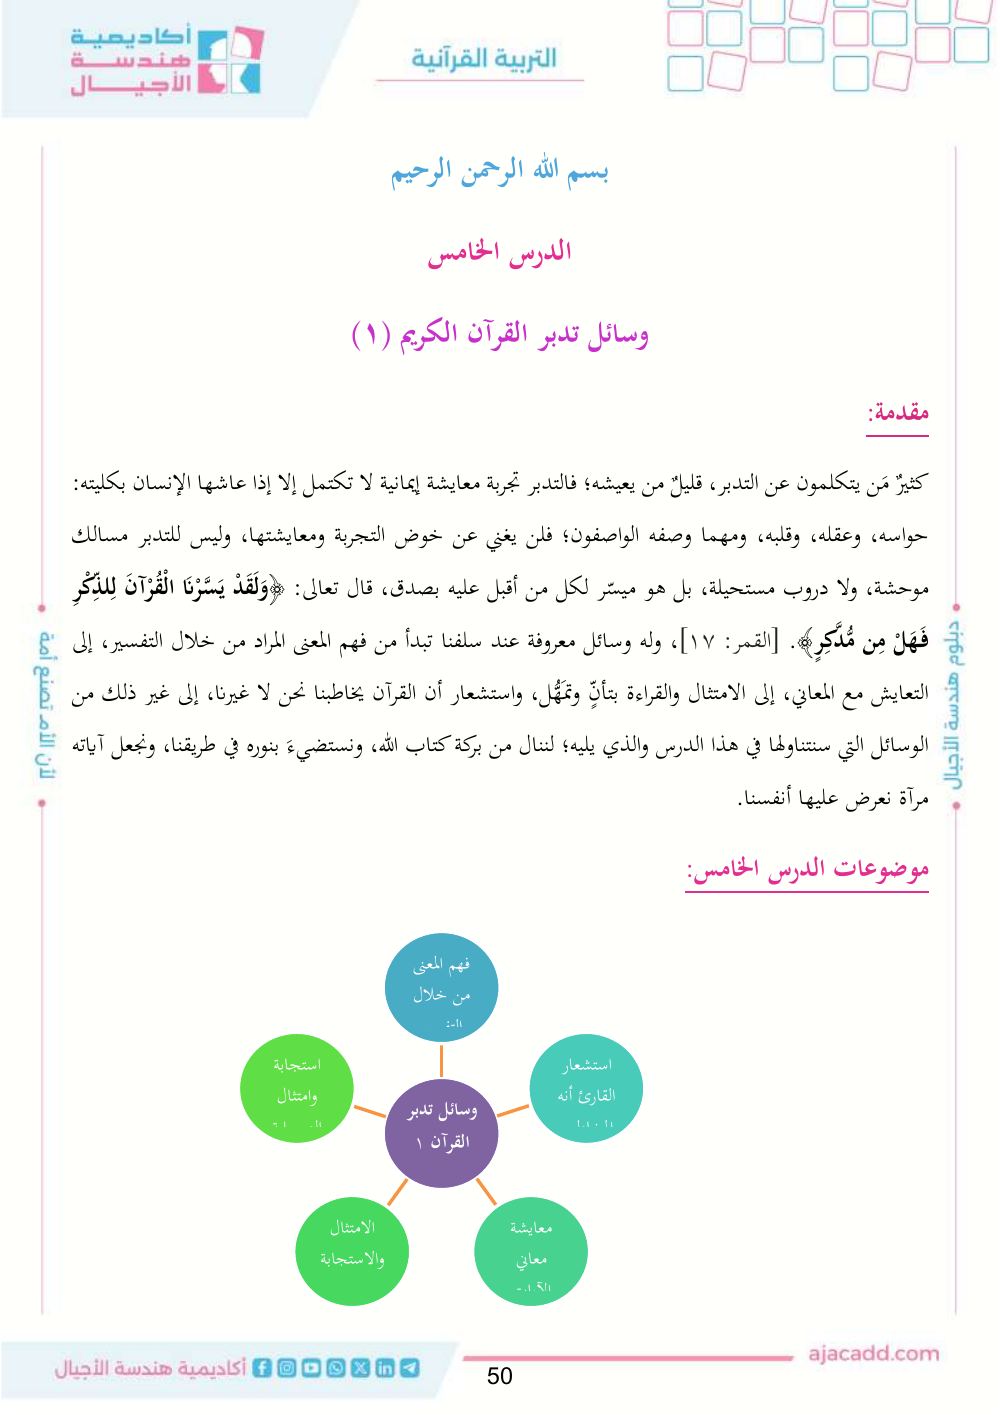 أكاديمية
هندسة
الأجيال
التربية القرآنية
بسم الله الرحمن الرحيم
الدرس الخامس
وسائل تدبر القرآن الكريم (١)
مقدمة:
كثيرٌ مَن يتكلمون عن التدبر، قليلٌ من يعيشه؛ فالتدبر تجربة معايشة إيمانية لا تكتمل إلا إذا عاشها الإنسان بكليته:
حواسه، وعقله، وقلبه، ومهما وصفه الواصفون؛ فلن يغني عن خوض التجربة ومعايشتها، وليس للتدبر مسالك
موحشة، ولا دروب مستحيلة، بل هو ميسّر لكل من أقبل عليه بصدق، قال تعالى: ﴿وَلَقَدْ يَسَّرْنَا الْقُرْآنَ لِلذِّكْرِ
فَهَلْ مِن مُّدَّكِرٍ﴾. [القمر: ١٧]، وله وسائل معروفة عند سلفنا تبدأ من فهم المعنى المراد من خلال التفسير، إلى
التعايش مع المعاني، إلى الامتثال والقراءة بتأنٍّ وتمَهُّل، واستشعار أن القرآن يخاطبنا نحن لا غيرنا، إلى غير ذلك من
الوسائل التي سنتناولها في هذا الدرس والذي يليه؛ لننال من بركة كتاب الله، ونستضيءَ بنوره في طريقنا، ونجعل آياته
مرآة نعرض عليها أنفسنا.
موضوعات الدرس الخامس:
فهم المعنى
من خلال
استشعار
القارئ أنه
معايشة
معاني
الامتثال
والاستجابة
استجابة
وامتثال
وسائل تدبر
القرآن ١
دبلوم هندسة الأجيال
لأن الأمـ تصنع أمة
ajacadd.com
أكاديمية هندسة الأجيال
50